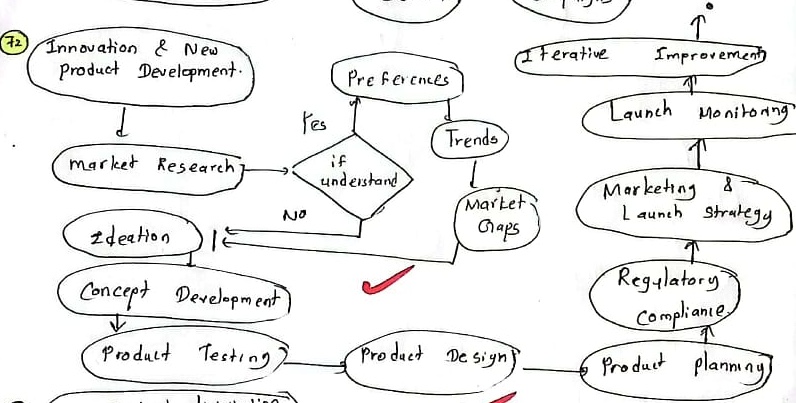 72
Innovation & New
Product Development.
Market Research
if
understand
Yes
Preferences
Trends
Market
Gaps
No
Ideation
Concept Development
Product Testing
Product Design
Product Planning
Regulatory
Compliance.
Marketing &
Launch Strategy
Launch Monitoring
Iterative Improvement